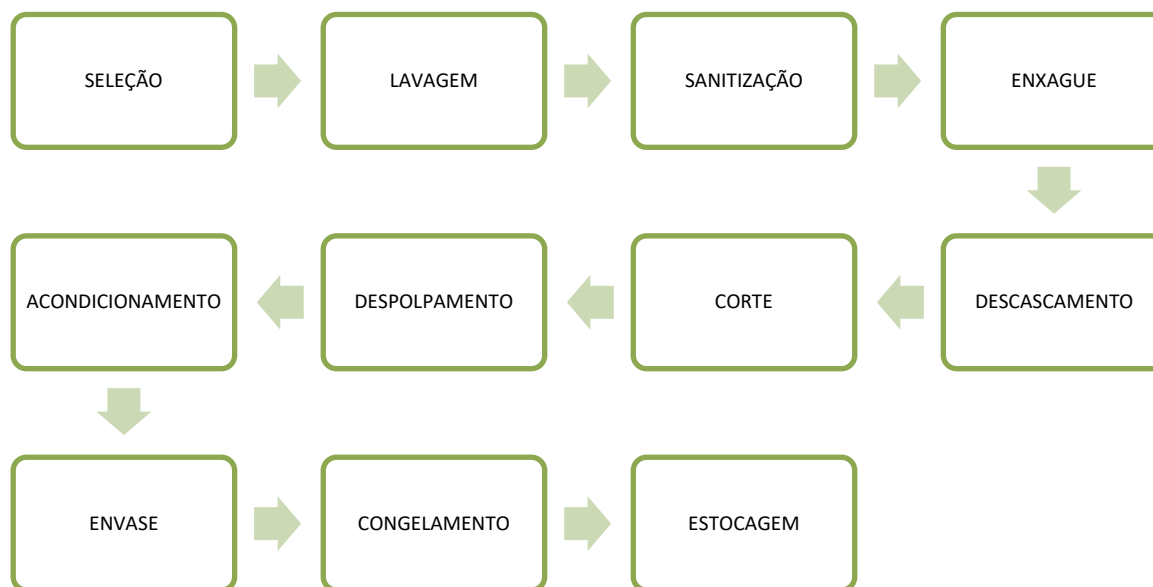 SELEÇÃO
LAVAGEM
SANITIZAÇÃO
ENXAGUE
DESCASCAMENTO
CORTE
DESPOLPAMENTO
ACONDICIONAMENTO
ENVASE
CONGELAMENTO
ESTOCAGEM